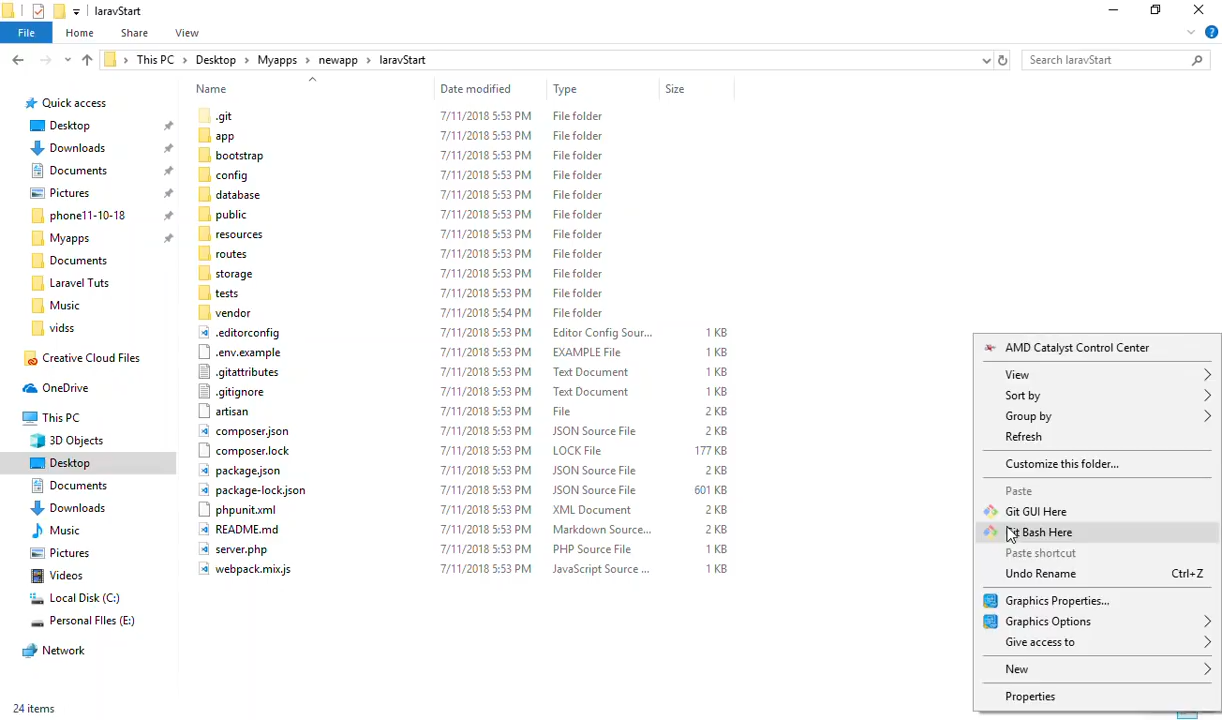 laravStart
File Home Share View
This PC Desktop Myapps newapp laravStart Search laravStart
Name Date modified Type Size
Quick access
Desktop
Downloads
Documents
Pictures
phone11-10-18
Myapps
Documents
Laravel Tuts
Music
vidss
Creative Cloud Files
OneDrive
This PC
3D Objects
Desktop
Documents
Downloads
Music
Pictures
Videos
Local Disk (C:)
Personal FIles (E:)
Network
.git 7/11/2018 5:53 PM File folder
app 7/11/2018 5:53 PM File folder
bootstrap 7/11/2018 5:53 PM File folder
config 7/11/2018 5:53 PM File folder
database 7/11/2018 5:53 PM File folder
public 7/11/2018 5:53 PM File folder
resources 7/11/2018 5:53 PM File folder
routes 7/11/2018 5:53 PM File folder
storage 7/11/2018 5:53 PM File folder
tests 7/11/2018 5:53 PM File folder
vendor 7/11/2018 5:54 PM File folder
.editorconfig 7/11/2018 5:53 PM Editor Config Sour... 1 KB
.env.example 7/11/2018 5:53 PM EXAMPLE File 1 KB
.gitattributes 7/11/2018 5:53 PM Text Document 1 KB
.gitignore 7/11/2018 5:53 PM Text Document 1 KB
artisan 7/11/2018 5:53 PM File 2 KB
composer.json 7/11/2018 5:53 PM JSON Source File 2 KB
composer.lock 7/11/2018 5:53 PM LOCK File 177 KB
package.json 7/11/2018 5:53 PM JSON Source File 2 KB
package-lock.json 7/11/2018 5:53 PM JSON Source File 601 KB
phpunit.xml 7/11/2018 5:53 PM XML Document 2 KB
README.md 7/11/2018 5:53 PM Markdown Source... 2 KB
server.php 7/11/2018 5:53 PM PHP Source File 1 KB
webpack.mix.js 7/11/2018 5:53 PM JavaScript Source ... 1 KB
AMD Catalyst Control Center
View
Sort by
Group by
Refresh
Customize this folder...
Paste
Git GUI Here
Git Bash Here
Paste shortcut
Undo Rename Ctrl+Z
Graphics Properties...
Graphics Options
Give access to
New
Properties
24 items